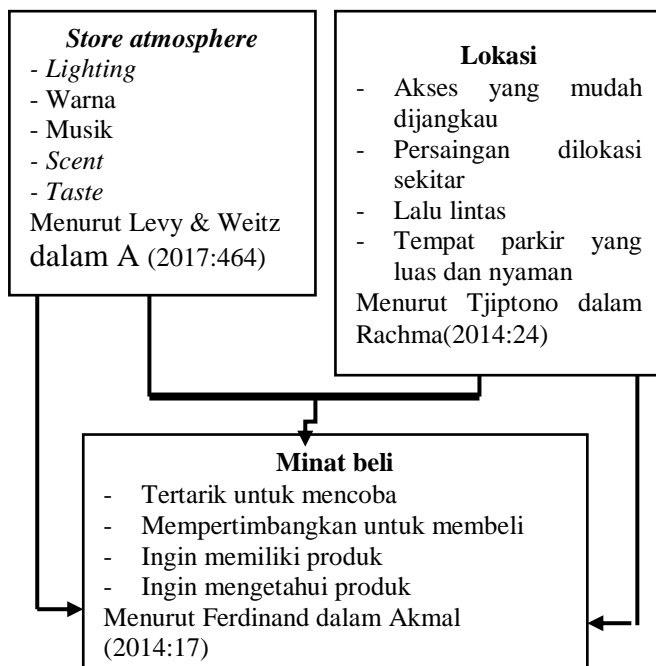 Store atmosphere
- Lighting
- Warna
- Musik
- Scent
- Taste
Menurut Levy & Weitz
dalam A (2017:464)
Lokasi
- Akses yang mudah
dijangkau
- Persaingan dilokasi
sekitar
- Lalu lintas
- Tempat parkir yang
luas dan nyaman
Menurut Tjiptono dalam
Rachma(2014:24)
Minat beli
- Tertarik untuk mencoba
- Mempertimbangkan untuk membeli
- Ingin memiliki produk
- Ingin mengetahui produk
Menurut Ferdinand dalam Akmal
(2014:17)